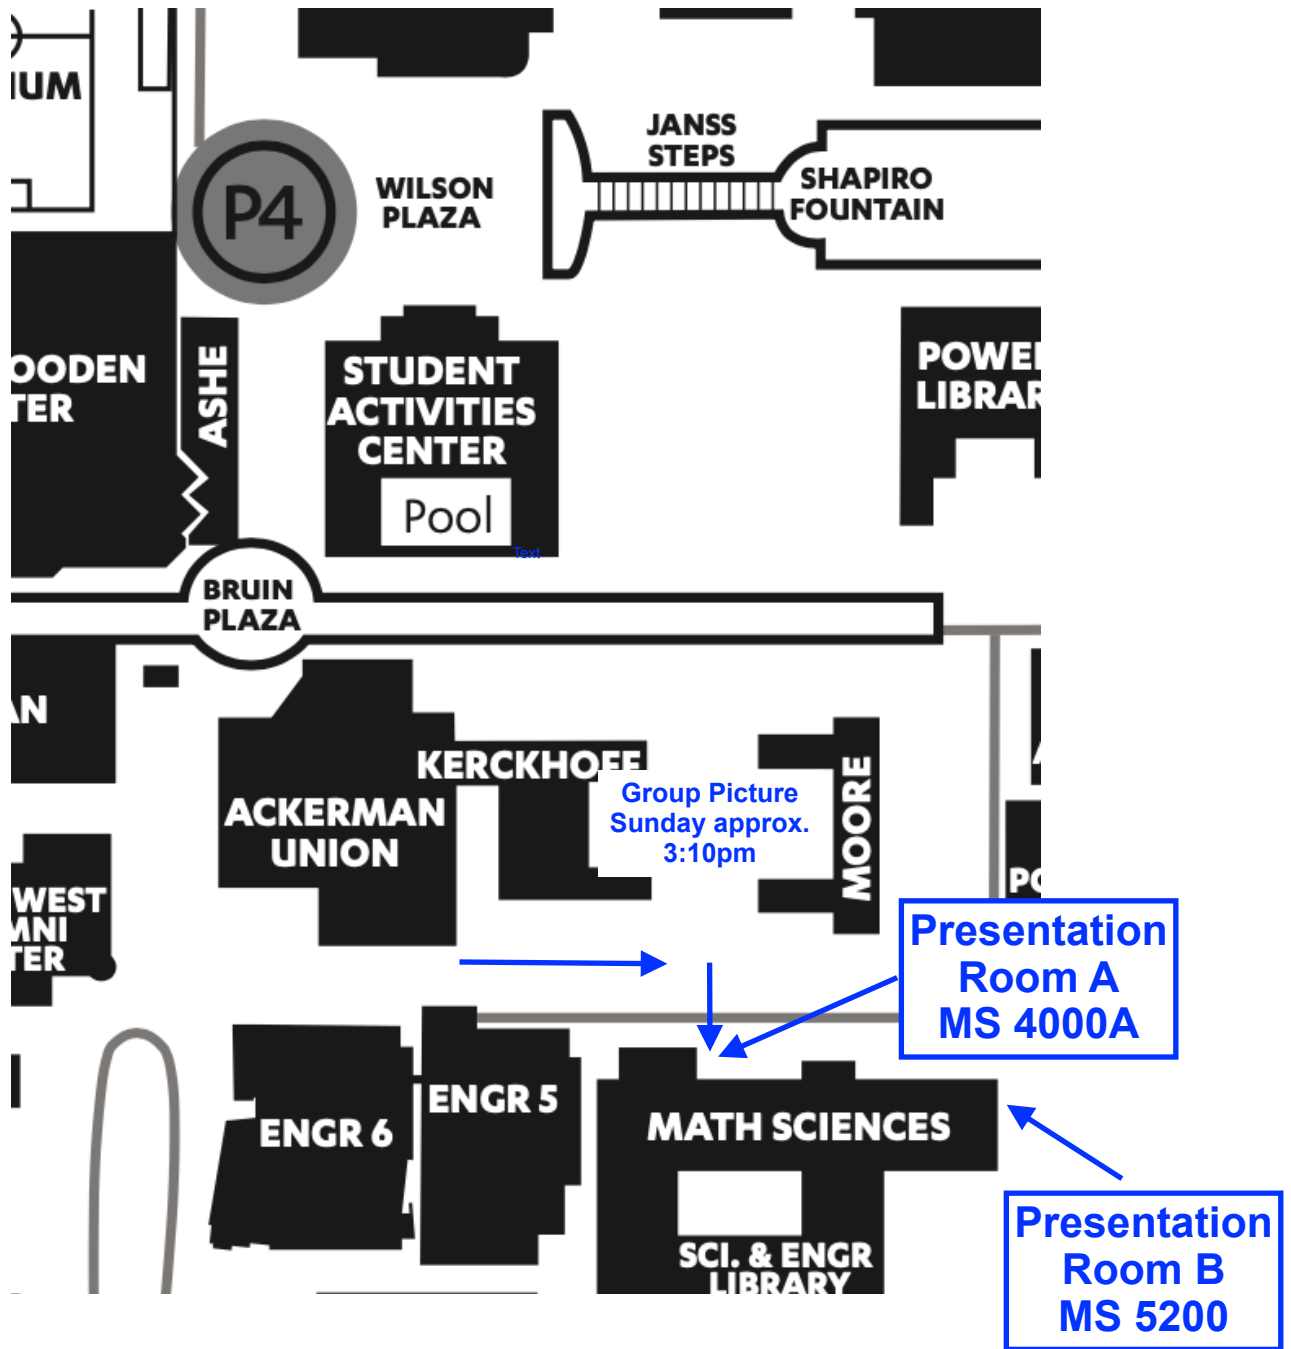 IUM
P4
WILSON
PLAZA
JANSS
STEPS
SHAPIRO
FOUNTAIN
OODEN
TER
ASHE
STUDENT
ACTIVITIES
CENTER
Pool
Text
POWE
LIBRAR
BRUIN
PLAZA
AN
KERCKHOFF
ACKERMAN
UNION
Group Picture
Sunday approx.
3:10pm
MOORE
A
PO
WEST
MNI
TER
Presentation
Room A
MS 4000A
ENGR 5
ENGR 6
MATH SCIENCES
SCI. & ENGR
LIBRARY
Presentation
Room B
MS 5200